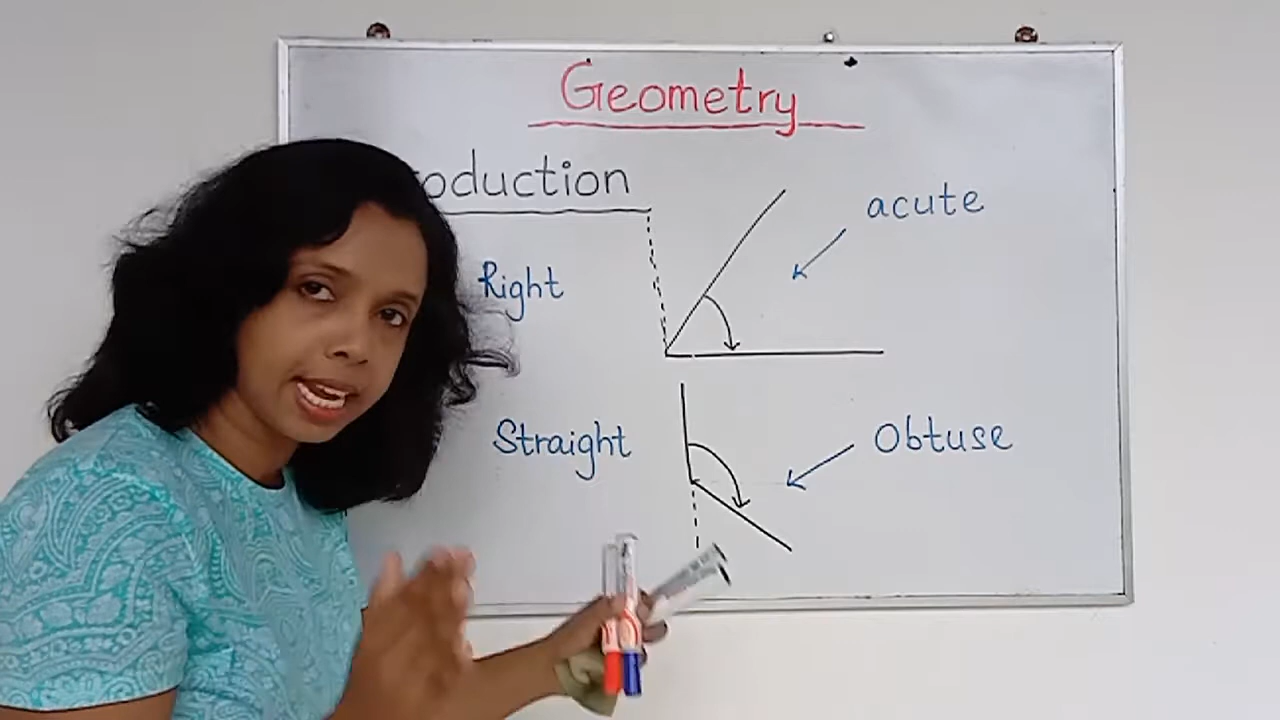 Geometry
oduction
acute
Right
Straight
Obtuse